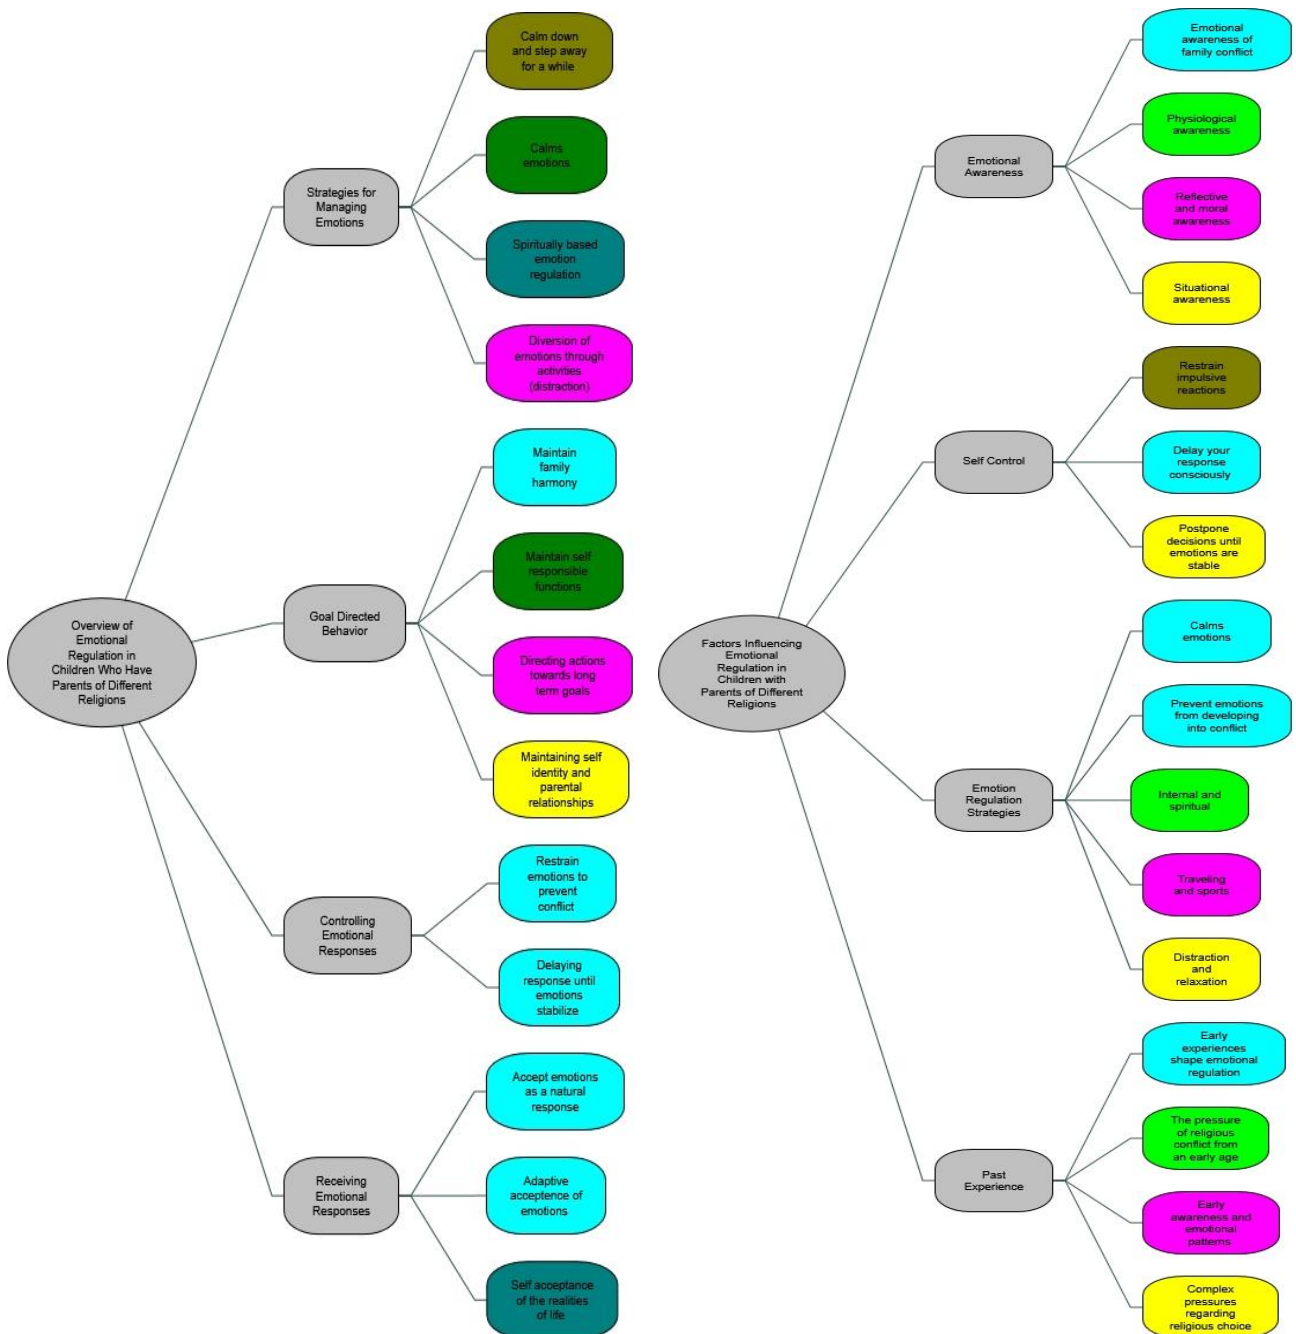 Overview of
Emotional
Regulation in
Children Who Have
Parents of Different
Religions
Strategies for
Managing
Emotions
Calm down
and step away
for a while
Calms
emotions
Spiritually based
emotion
regulation
Diversion of
emotions through
activities
(distraction)
Goal Directed
Behavior
Maintain
family
harmony
Maintain self
responsible
functions
Directing actions
towards long
term goals
Maintaining self
identity and
parental
relationships
Controlling
Emotional
Responses
Restrain
emotions to
prevent
conflict
Delaying
response until
emotions
stabilize
Receiving
Emotional
Responses
Accept emotions
as a natural
response
Adaptive
acceptence of
emotions
Self acceptance
of the realities
of life
Factors Influencing
Emotional
Regulation in
Children with
Parents of Different
Religions
Emotional
Awareness
Emotional
awareness of
family conflict
Physiological
awareness
Reflective
and moral
awareness
Situational
awareness
Self Control
Restrain
impulsive
reactions
Delay your
response
consciously
Postpone
decisions until
emotions are
stable
Emotion
Regulation
Strategies
Calms
emotions
Prevent emotions
from developing
into conflict
Internal and
spiritual
Traveling
and sports
Distraction
and
relaxation
Past
Experience
Early
experiences
shape emotional
regulation
The pressure
of religious
conflict from
an early age
Early
awareness and
emotional
patterns
Complex
pressures
regarding
religious choice